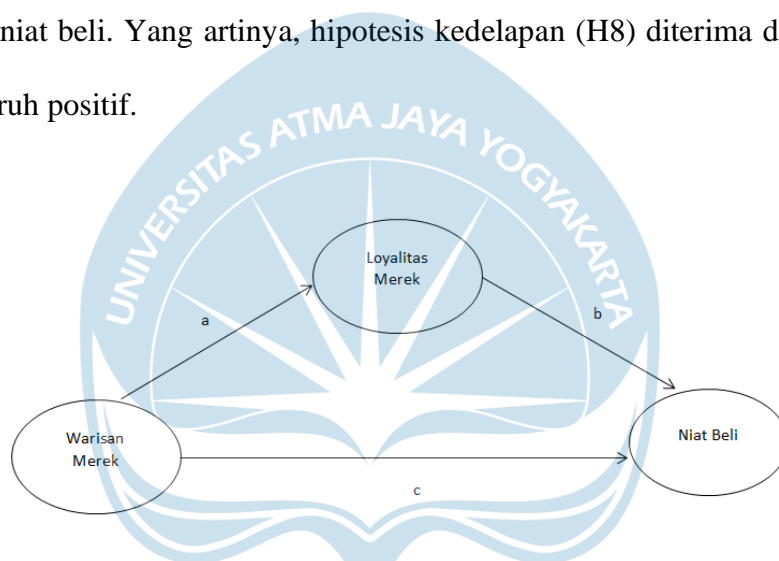 niat beli. Yang artinya, hipotesis kedelapan (H8) diterima d
ruh positif.
UNIVERSITAS ATMA JAYA YOGYAKARTA
Loyalitas
Merek
a
b
Warisan
Merek
Niat Beli
c